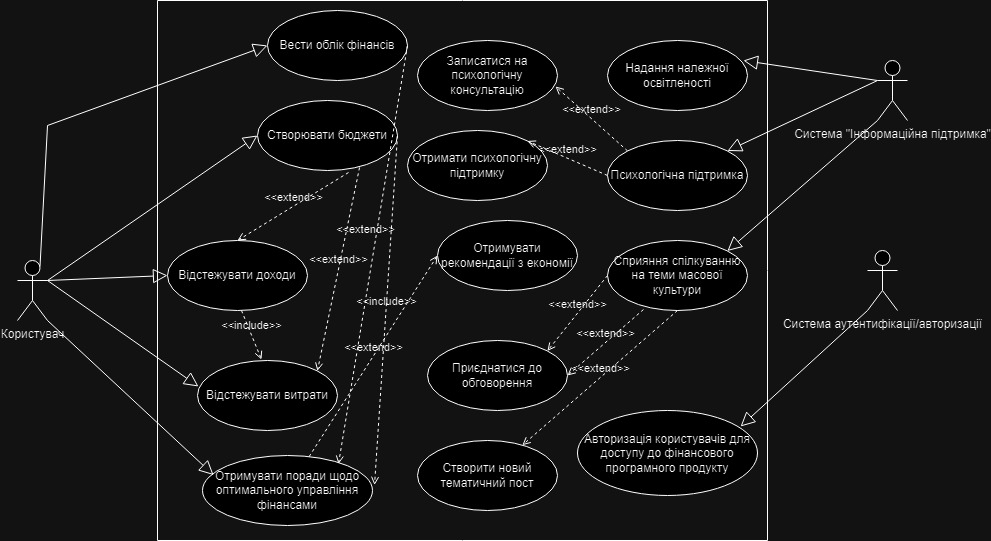 Вести облік фінансів
Записатися на
психологічну
консультацію
Надання належної
освітленості
<<extend>>
Система "Інформаційна підтримка"
Створювати бюджети
<<extend>>
Отримати психологічну
підтримку
Психологічна підтримка
<<extend>>
<<extend>>
Отримувати
рекомендації з економії
<<extend>>
Сприяння спілкуванню
на теми масової
культури
Відстежувати доходи
<<include>>
<<extend>>
<<include>>
Система аутентифікації/авторизації
Користувач
<<extend>>
<<extend>>
<<extend>>
Приєднатися до
обговорення
Відстежувати витрати
Авторизація користувачів для
доступу до фінансового
програмного продукту
Отримувати поради щодо
оптимального управління
фінансами
Створити новий
тематичний пост